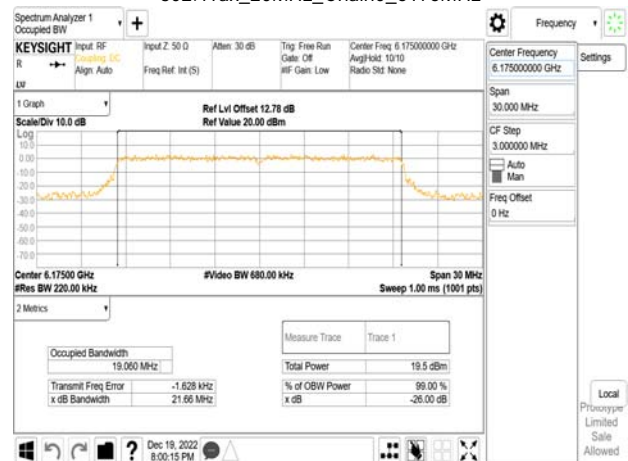 Spectrum Analyzer 1
Occupied BW
KEYSIGHT
R
LXI
Input: RF
Coupling: DC
Align: Auto
Input Z: 50 Ω
Freq Ref: Int (S)
Atten: 30 dB
Trig: Free Run
Gate: Off
#IF Gain: Low
Center Freq: 6.175000000 GHz
Avg|Hold: 10/10
Radio Std: None
1 Graph
Scale/Div 10.0 dB
Ref Lvl Offset 12.78 dB
Ref Value 20.00 dBm
Log
10.0
0.00
-10.0
-20.0
-30.0
-40.0
-50.0
-60.0
-70.0
Center 6.17500 GHz
#Video BW 680.00 kHz
Span 30 MHz
#Res BW 220.00 kHz
Sweep 1.00 ms (1001 pts)
2 Metrics
Measure Trace Trace 1
Occupied Bandwidth
19.060 MHz
Total Power 19.5 dBm
Transmit Freq Error -1.628 kHz
% of OBW Power 99.00 %
x dB Bandwidth 21.66 MHz
x dB -26.00 dB
Dec 19, 2022
8:00:15 PM
Frequency
Center Frequency
6.175000000 GHz
Settings
Span
30.000 MHz
CF Step
3.000000 MHz
Auto
Man
Freq Offset
0 Hz
Local
Prototype
Limited
Sale
Allowed